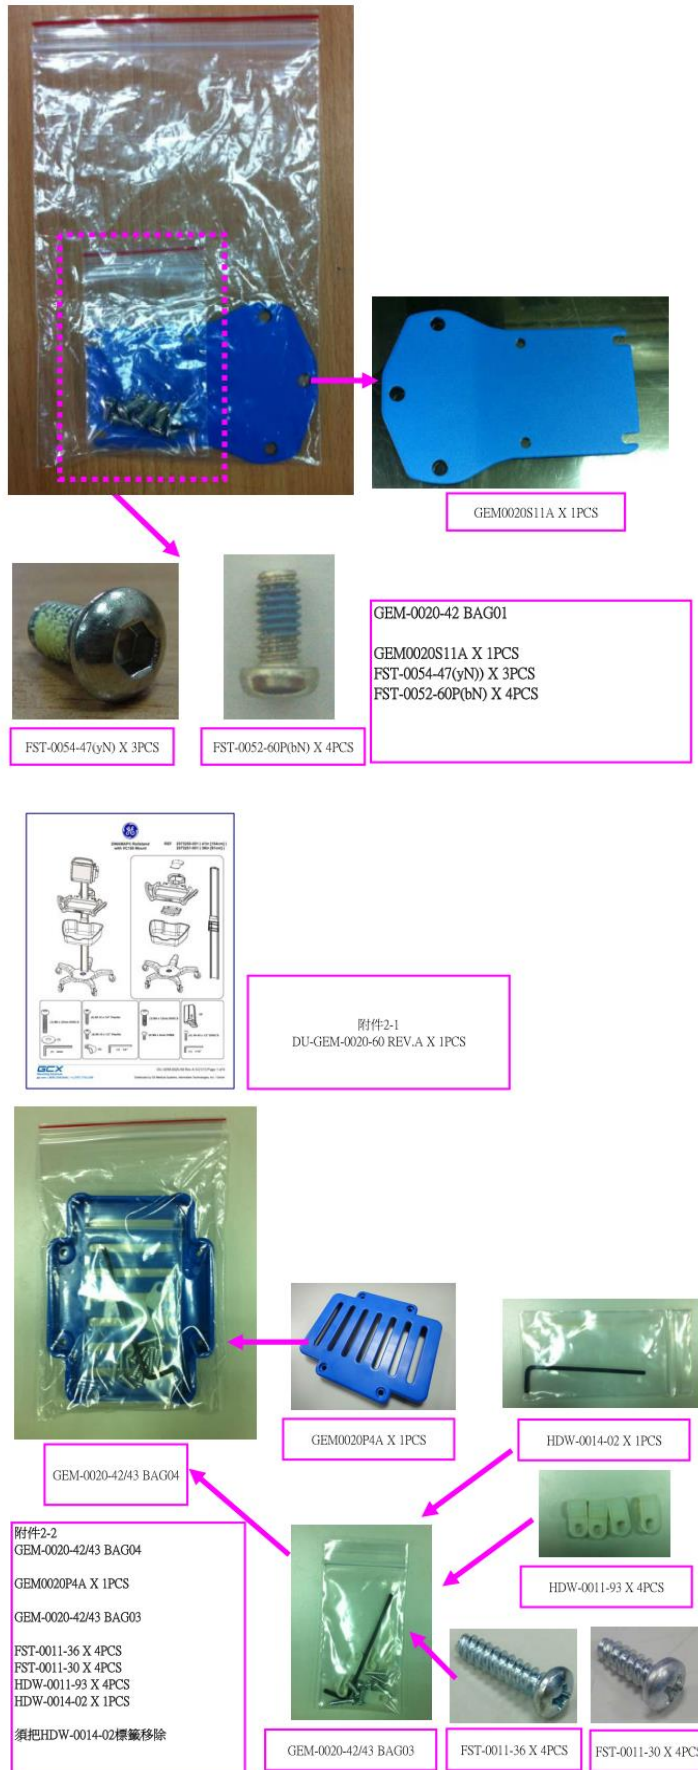 GEM0020S11A X 1PCS
FST-0054-47(yN) X 3PCS
FST-0052-60P(bN) X 4PCS
GEM-0020-42 BAG01
GEM0020S11A X 1PCS
FST-0054-47(yN)) X 3PCS
FST-0052-60P(bN) X 4PCS
GCX
附件2-1
DU-GEM-0020-60 REV.A X 1PCS
GEM0020P4A X 1PCS
HDW-0014-02 X 1PCS
GEM-0020-42/43 BAG04
HDW-0011-93 X 4PCS
附件2-2
GEM-0020-42/43 BAG04
GEM0020P4A X 1PCS
GEM-0020-42/43 BAG03
FST-0011-36 X 4PCS
FST-0011-30 X 4PCS
HDW-0011-93 X 4PCS
HDW-0014-02 X 1PCS
須把HDW-0014-02標籤移除
GEM-0020-42/43 BAG03
FST-0011-36 X 4PCS
FST-0011-30 X 4PCS